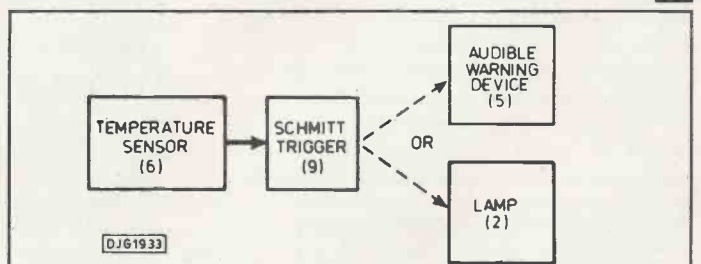 TEMPERATURE
SENSOR
(6)
SCHMITT
TRIGGER
(9)
OR
AUDIBLE
WARNING
DEVICE
(5)
LAMP
(2)
DJG1933